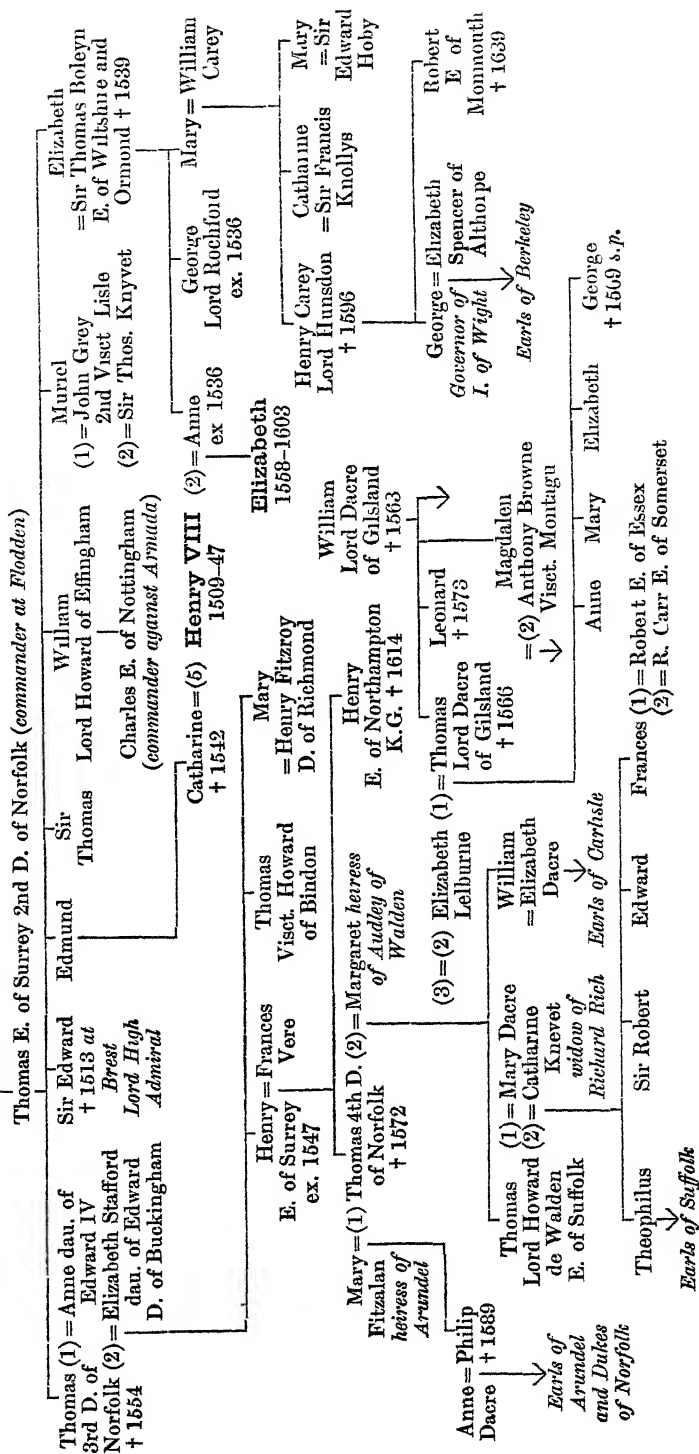 Thomas E. of Surrey 2nd D. of Norfolk (commander at Flodden)
Thomas (1) = Anne dau. of
3rd D. of Edward IV
Norfolk (2) = Elizabeth Stafford
† 1554 dau. of Edward
D. of Buckingham
Sir Edward
† 1513 at
Brest
Lord High
Admiral
Edmund
Sir
Thomas
William
Lord Howard of Effingham
Charles E. of Nottingham
(commander against Armada)
Muriel
(1) = John Grey
2nd Visct Lisle
(2) = Sir Thos. Knyvet
Elizabeth
= Sir Thomas Boleyn
E. of Wiltshire and
Ormond † 1539
Catharine = (5) Henry VIII (2) = Anne
† 1542 1509–47 ex 1536
George
Lord Rochford
ex. 1536
Mary = William
Carey
Elizabeth
1558–1603
Henry Carey
Lord Hunsdon
† 1596
Catharine
= Sir Francis
Knollys
Mary
= Sir
Edward
Hoby
George = Elizabeth
Governor of Spencer of
I. of Wight Althorpe
Earls of Berkeley
Robert
E of
Monmouth
† 1639
Henry = Frances
E. of Surrey Vere
ex. 1547
Thomas
Visct. Howard
of Bindon
Mary
= Henry Fitzroy
D. of Richmond
William
Lord Dacre
of Gilsland
† 1563
Mary = (1) Thomas 4th D. (2) = Margaret heiress
Fitzalan of Norfolk of Audley of
heiress of † 1572 Walden
Arundel
Henry
E. of Northampton
K.G. † 1614
(3) = (2) Elizabeth (1) = Thomas
Lelburne Lord Dacre
of Gilsland
† 1566
Leonard
† 1573
Magdalen
= (2) Anthony Browne
Visct. Montagu
Anne = Philip
Dacre † 1589
Earls of
Arundel
and Dukes
of Norfolk
Thomas (1) = Mary Dacre
Lord Howard (2) = Catharine
de Walden Knevet
E. of Suffolk widow of
Richard Rich
William
= Elizabeth
Dacre
Earls of Carlisle
Anne
Mary
Elizabeth
George
† 1569 s.p.
Theophilus
Earls of Suffolk
Sir Robert
Edward
Frances (1) = Robert E. of Essex
(2) = R. Carr E. of Somerset